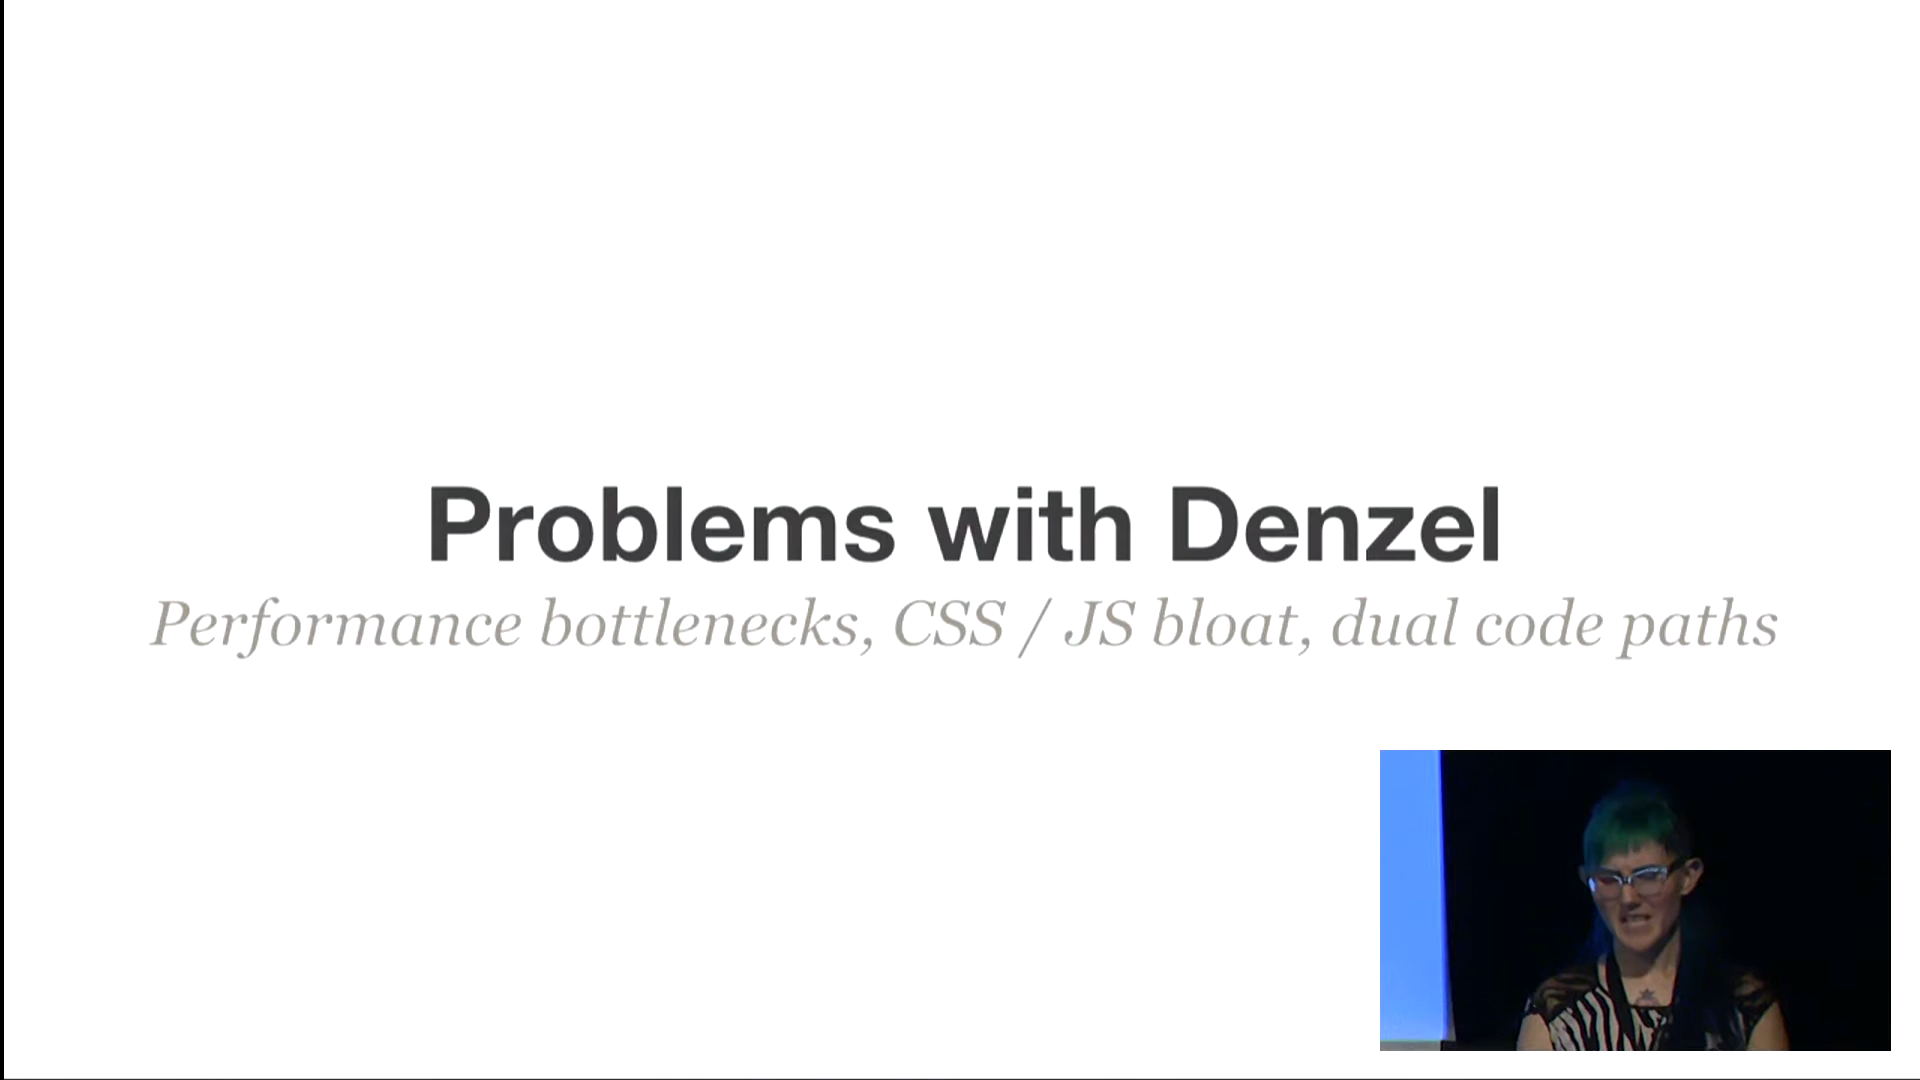 Problems with Denzel
Performance bottlenecks, CSS / JS bloat, dual code paths